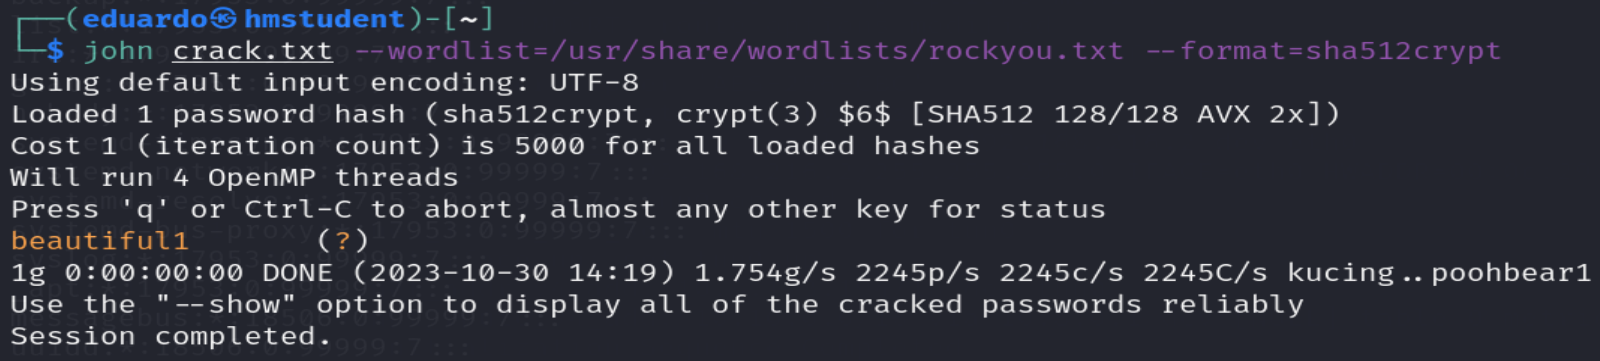 (eduardo㉿hmstudent)-[~]
$ john crack.txt --wordlist=/usr/share/wordlists/rockyou.txt --format=sha512crypt
Using default input encoding: UTF-8
Loaded 1 password hash (sha512crypt, crypt(3) $6$ [SHA512 128/128 AVX 2x])
Cost 1 (iteration count) is 5000 for all loaded hashes
Will run 4 OpenMP threads
Press 'q' or Ctrl-C to abort, almost any other key for status
beautiful1       (?)
1g 0:00:00:00 DONE (2023-10-30 14:19) 1.754g/s 2245p/s 2245c/s 2245C/s kucing..poohbear1
Use the "--show" option to display all of the cracked passwords reliably
Session completed.